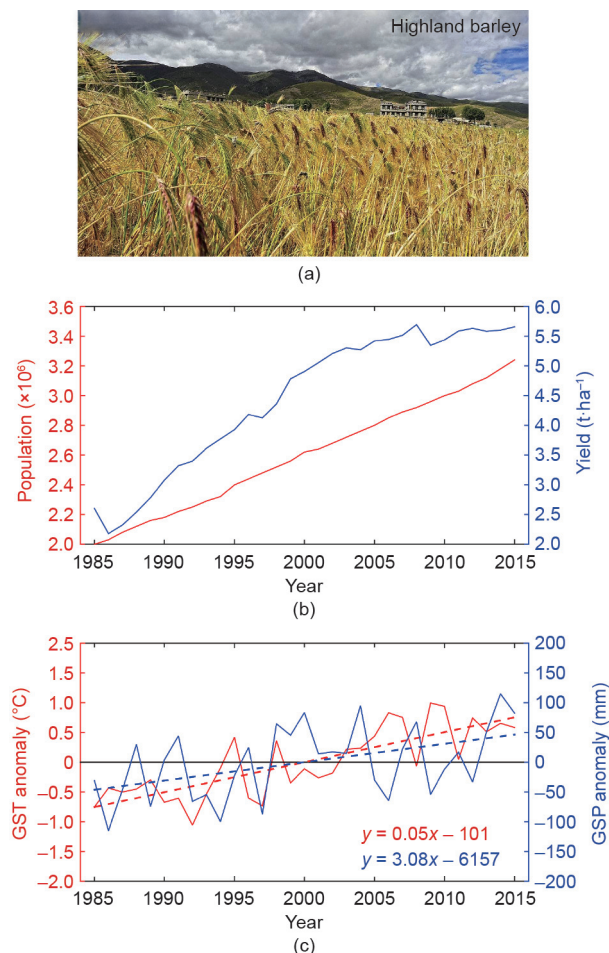 Highland barley
(a)
Population (×10⁶)
3.6
3.4
3.2
3.0
2.8
2.6
2.4
2.2
2.0
6.0
5.5
5.0
4.5
4.0
3.5
3.0
2.5
2.0
Yield (t·ha⁻¹)
1985 1990 1995 2000 2005 2010 2015
Year
(b)
GST anomaly (°C)
2.5
1.5
1.0
0.5
0
−0.5
−1.0
−1.5
−2.0
200
150
100
50
0
−50
−100
−150
−200
GSP anomaly (mm)
y = 0.05x – 101
y = 3.08x – 6157
1985 1990 1995 2000 2005 2010 2015
Year
(c)